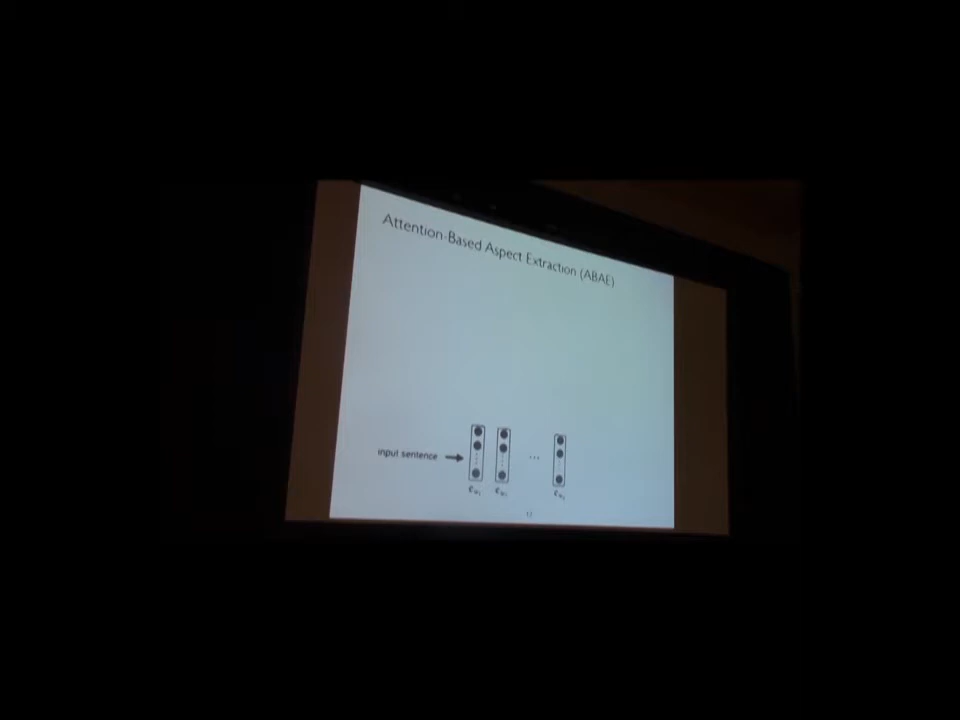 Attention-Based Aspect Extraction (ABAE)
input sentence
...